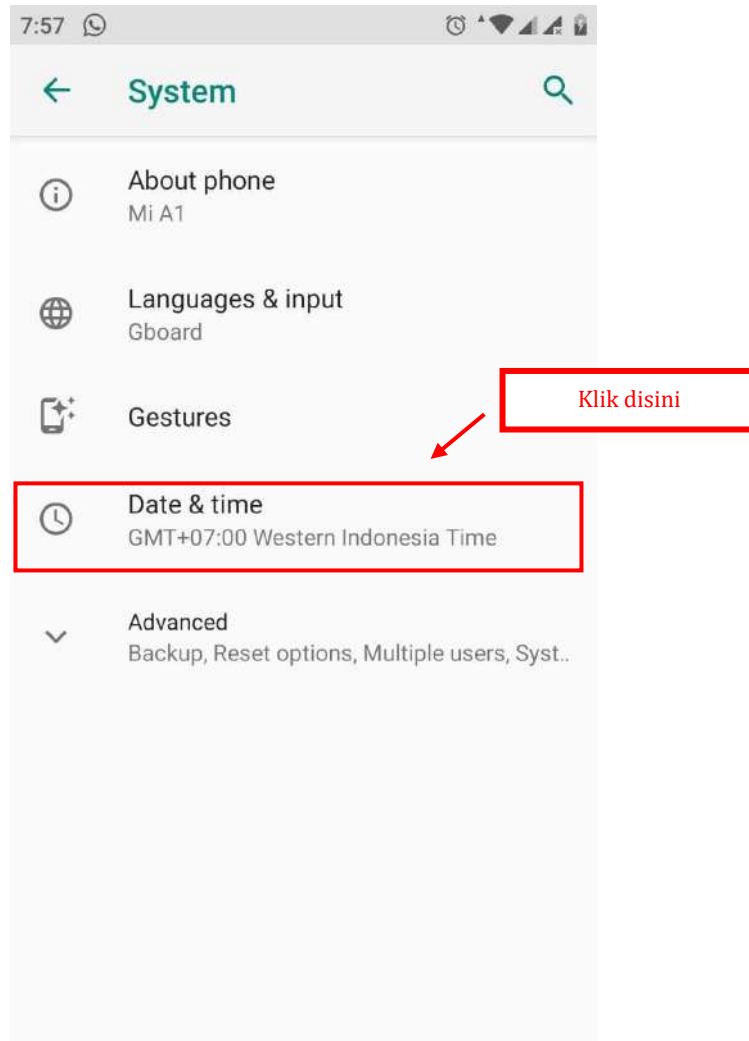 7:57
System
About phone
Mi A1
Languages & input
Gboard
Gestures
Klik disini
Date & time
GMT+07:00 Western Indonesia Time
Advanced
Backup, Reset options, Multiple users, Syst..